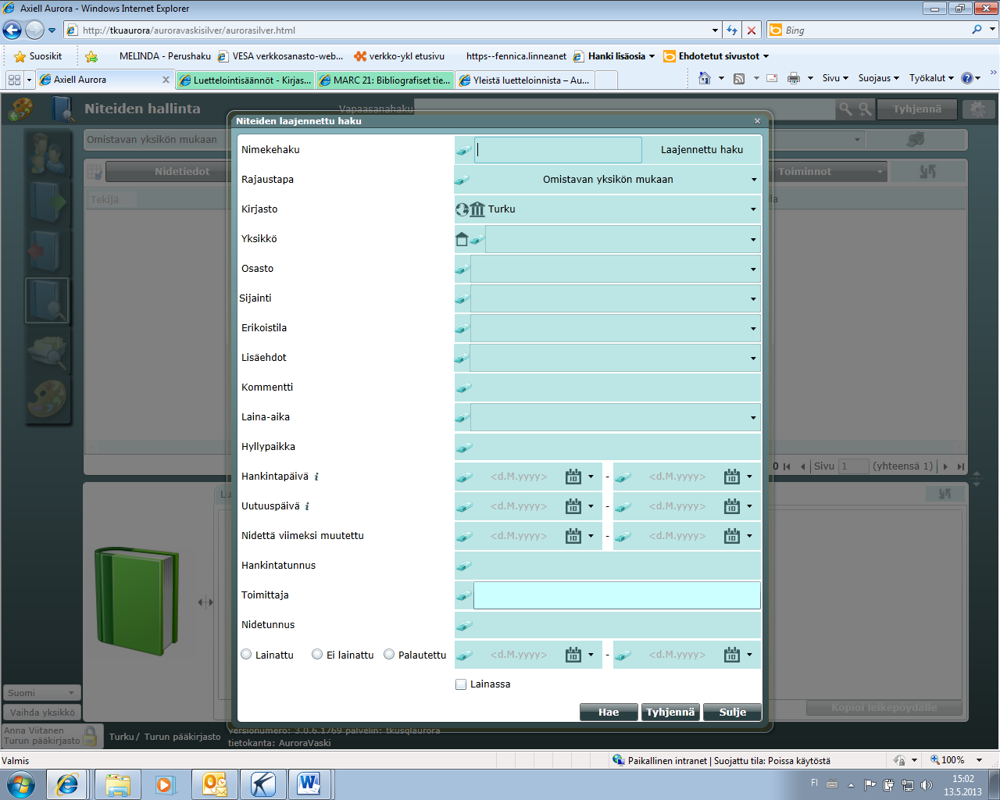 Axiell Aurora - Windows Internet Explorer
http://tkuaurora/auroravaskisilver/aurorasilver.html
Bing
Suosikit
MELINDA - Perushaku
VESA verkkosanasto-web...
verkko-ykl etusivu
https--fennica.linneanet
Hanki lisäosia
Ehdotetut sivustot
Axiell Aurora
Luettelointisäännöt - Kirjas...
MARC 21: Bibliografiset tie...
Yleistä luetteloinnista – Au...
Sivu
Suojaus
Työkalut
»
Niteiden hallinta
Vapaasanahaku
Tyhjennä
Niteiden laajennettu haku
Omistavan yksikön mukaan
Nidetiedot
Toiminnot
Tekijä
Nimekehaku
Laajennettu haku
Rajaustapa
Omistavan yksikön mukaan
Kirjasto
Turku
Yksikkö
Osasto
Sijainti
Erikoistila
Lisäehdot
Kommentti
Laina-aika
Hyllypaikka
Hankintapäivä i <d.M.yyyy> - <d.M.yyyy>
0 Sivu 1 (yhteensä 1)
Uutuuspäivä i <d.M.yyyy> - <d.M.yyyy>
Nidettä viimeksi muutettu <d.M.yyyy> - <d.M.yyyy>
Hankintatunnus
Toimittaja
Nidetunnus
Lainattu Ei lainattu Palautettu <d.M.yyyy> - <d.M.yyyy>
Lainassa
Hae Tyhjennä Sulje
Suomi
Vaihda yksikkö
Kopioi leikepöydälle
Anna Viitanen
Turun pääkirjasto
Turku / Turun pääkirjasto
versionumero: 3.0.6.1769 palvelin: tkusqlaurora
tietokanta: AuroraVaski
Valmis
Paikallinen intranet | Suojattu tila: Poissa käytöstä
100%
FI
15:02
13.5.2013